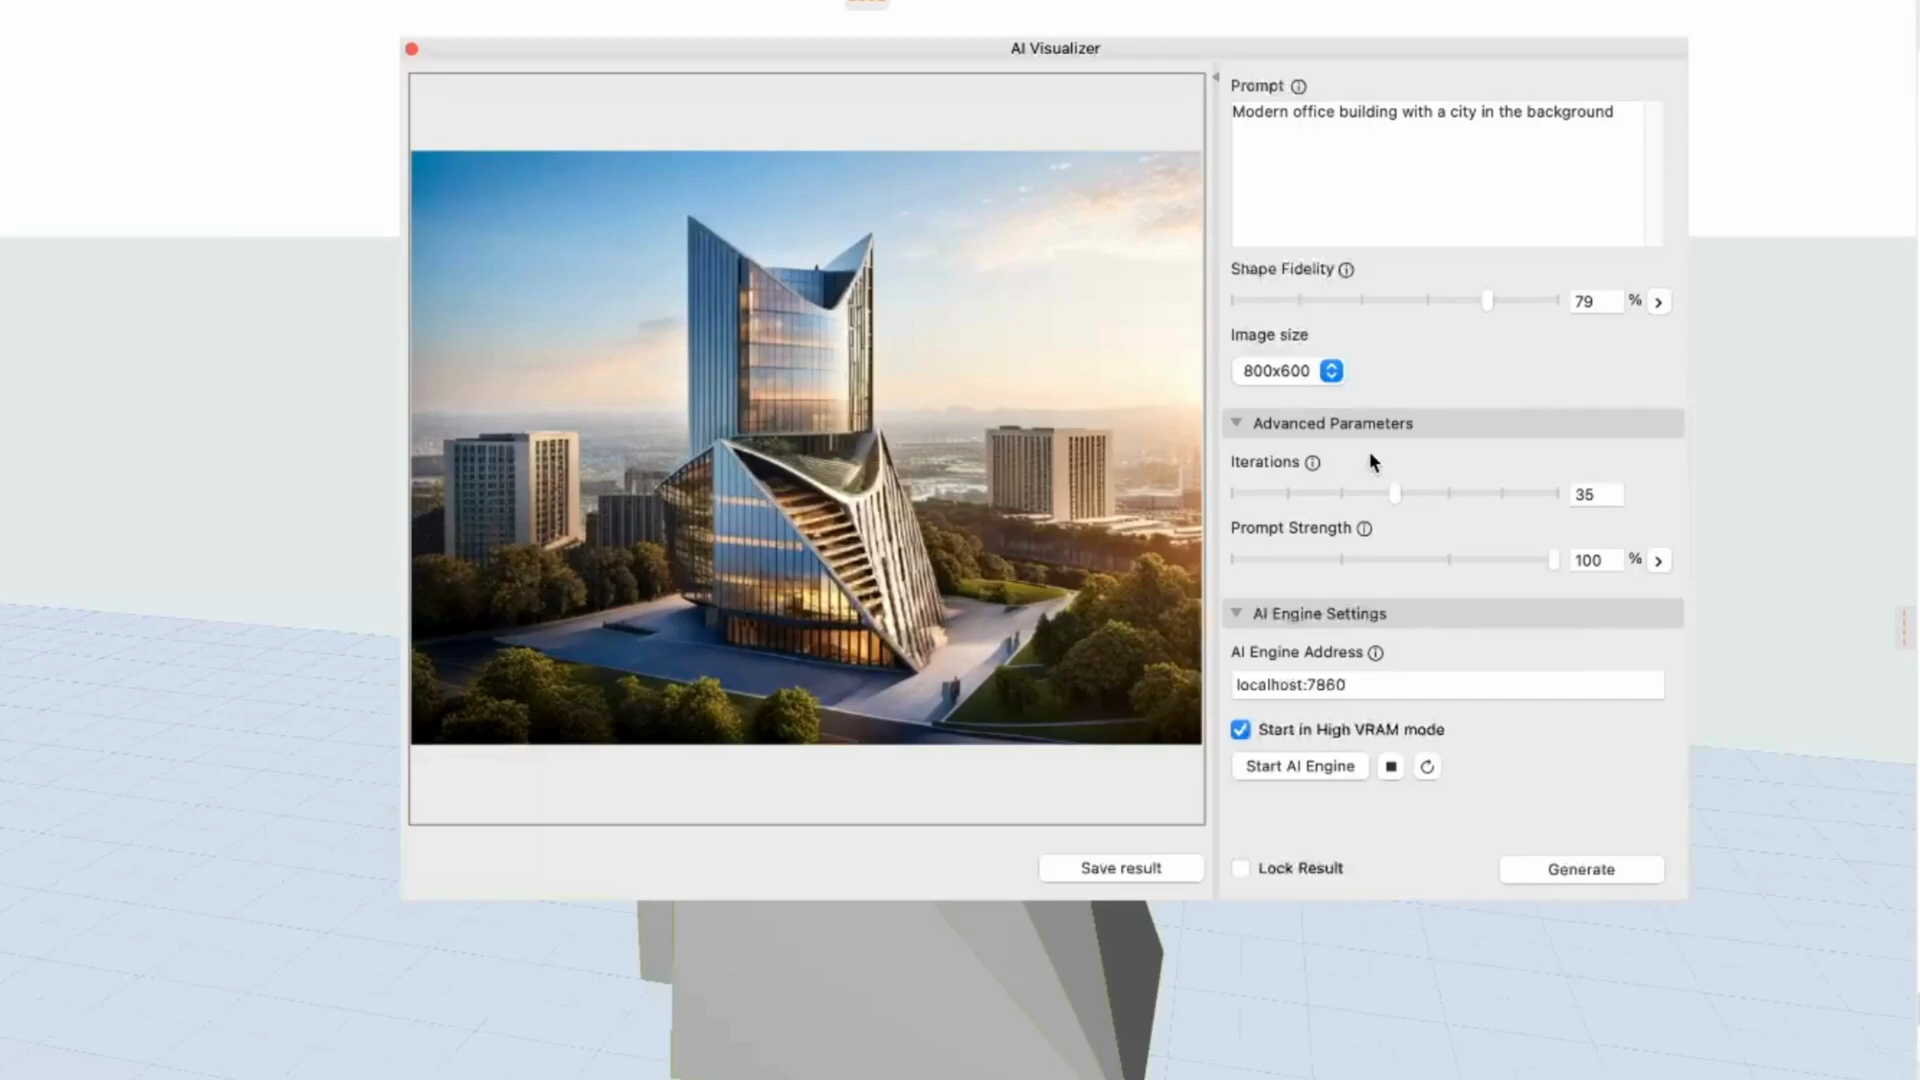 AI Visualizer
Prompt
Modern office building with a city in the background
Shape Fidelity
79 %
Image size
800x600
Advanced Parameters
Iterations
35
Prompt Strength
100 %
AI Engine Settings
AI Engine Address
localhost:7860
Start in High VRAM mode
Start AI Engine
Save result
Lock Result
Generate